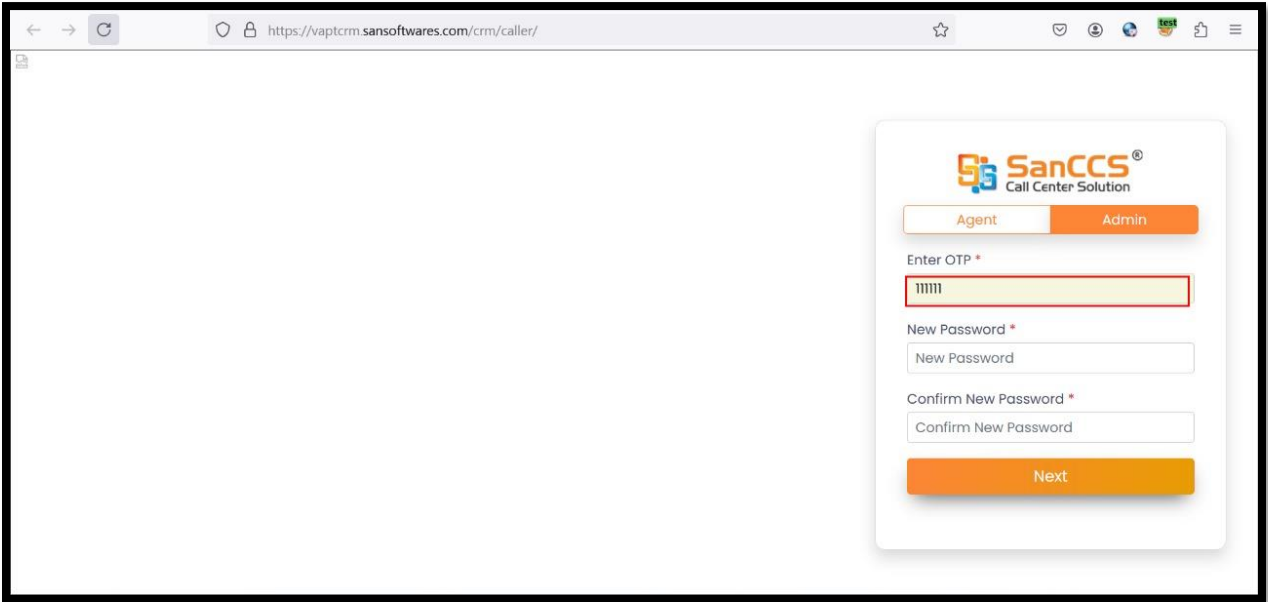 https://vaptcrm.sansoftwares.com/crm/caller/
test
SanCCS®
Call Center Solution
Agent Admin
Enter OTP *
111111
New Password *
New Password
Confirm New Password *
Confirm New Password
Next